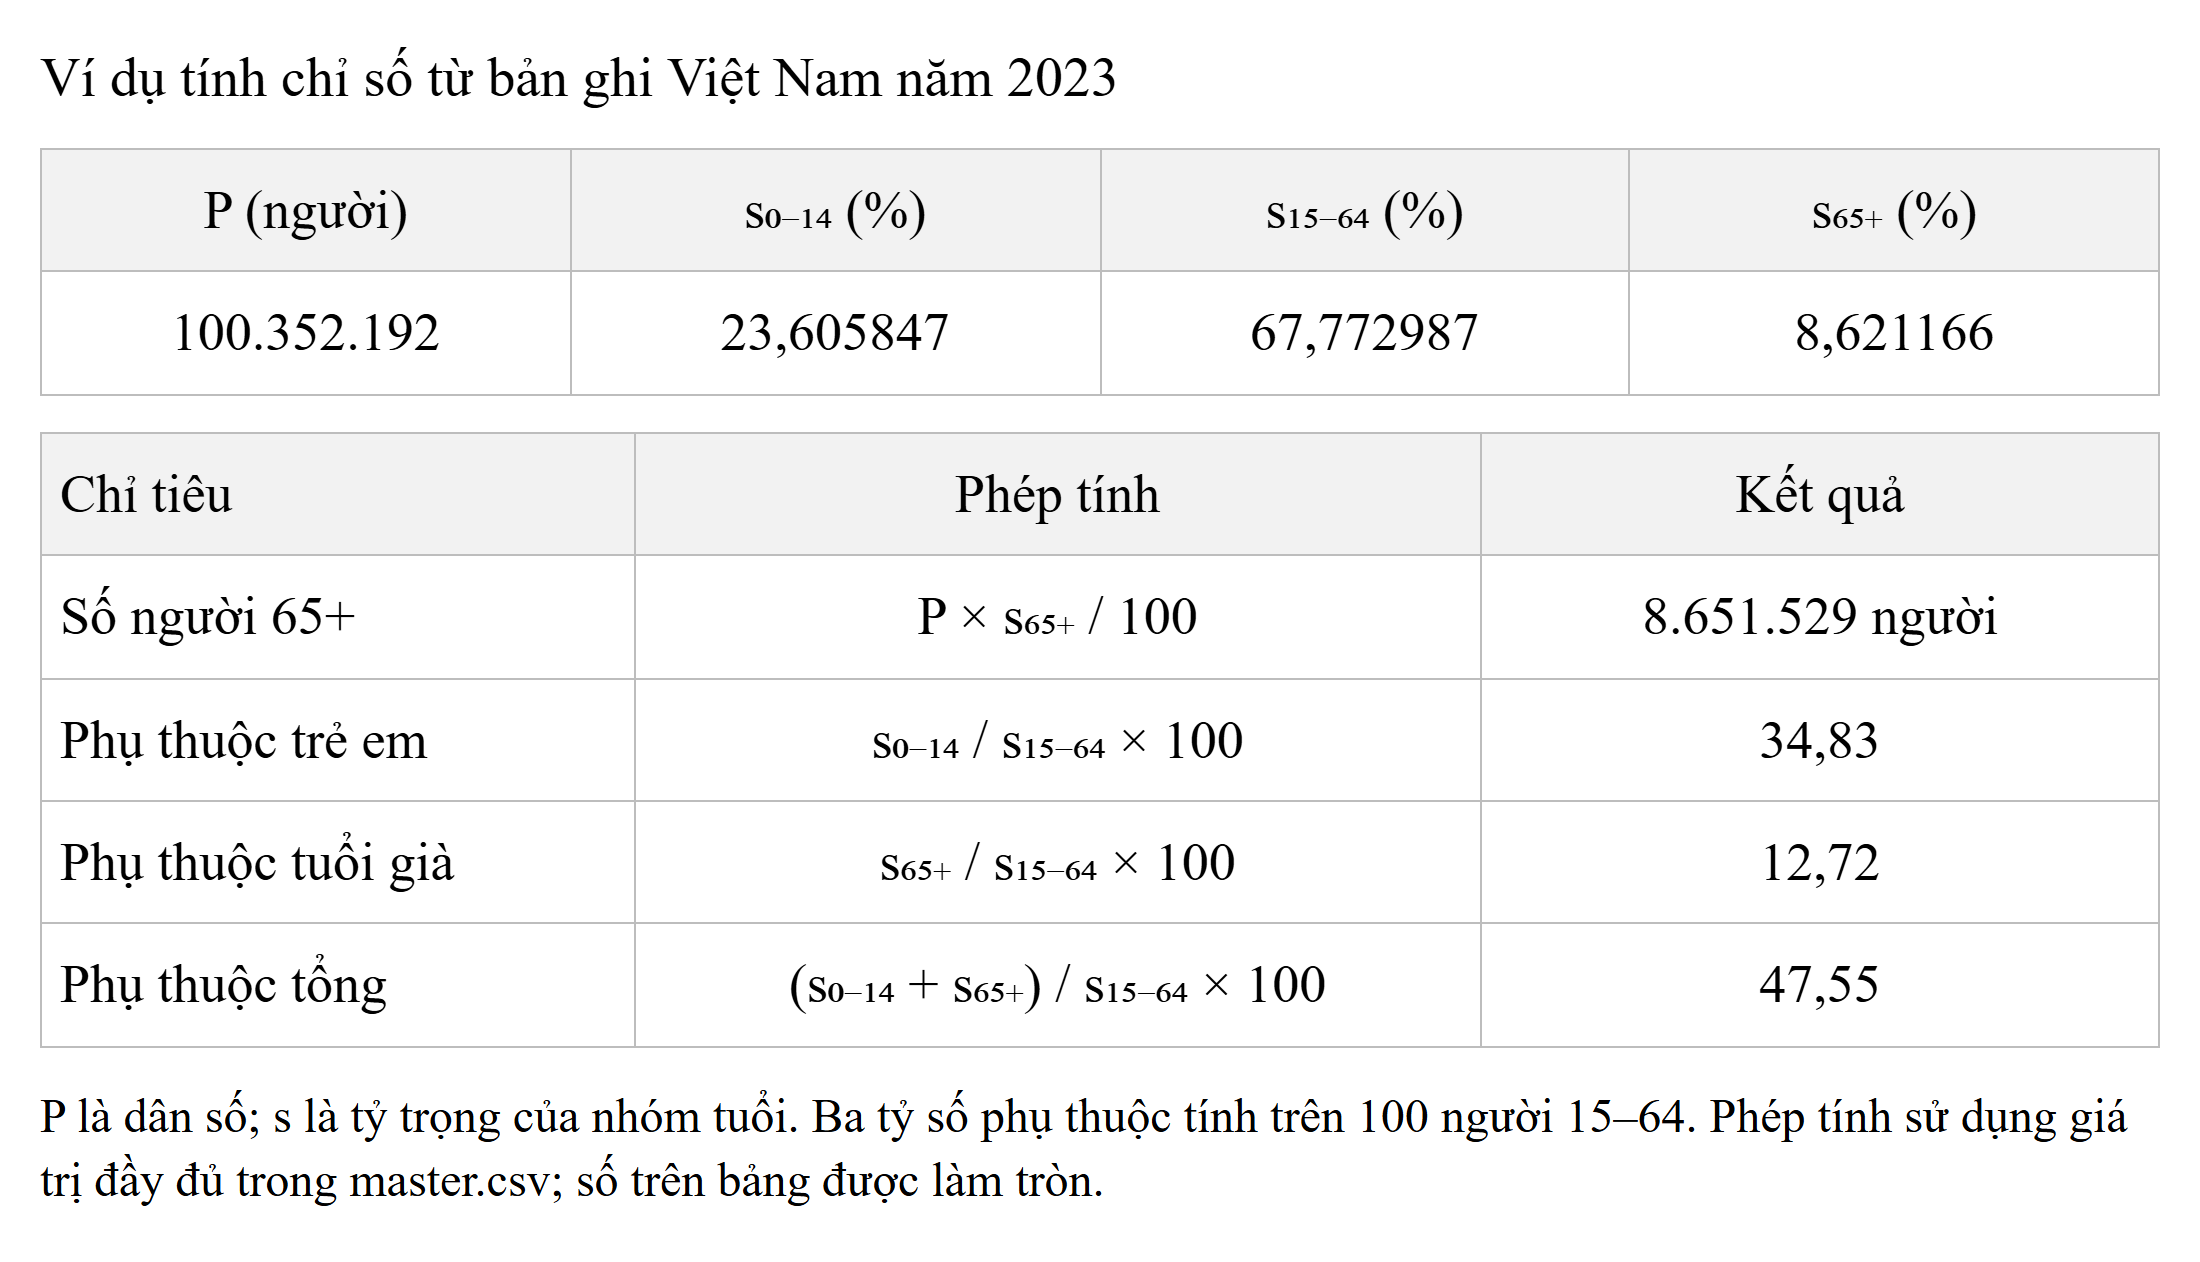 Ví dụ tính chỉ số từ bản ghi Việt Nam năm 2023
P (người) s₀₋₁₄ (%) s₁₅₋₆₄ (%) s₆₅₊ (%)
100.352.192 23,605847 67,772987 8,621166
Chỉ tiêu Phép tính Kết quả
Số người 65+ P × s₆₅₊ / 100 8.651.529 người
Phụ thuộc trẻ em s₀₋₁₄ / s₁₅₋₆₄ × 100 34,83
Phụ thuộc tuổi già s₆₅₊ / s₁₅₋₆₄ × 100 12,72
Phụ thuộc tổng (s₀₋₁₄ + s₆₅₊) / s₁₅₋₆₄ × 100 47,55
P là dân số; s là tỷ trọng của nhóm tuổi. Ba tỷ số phụ thuộc tính trên 100 người 15–64. Phép tính sử dụng giá
trị đầy đủ trong master.csv; số trên bảng được làm tròn.